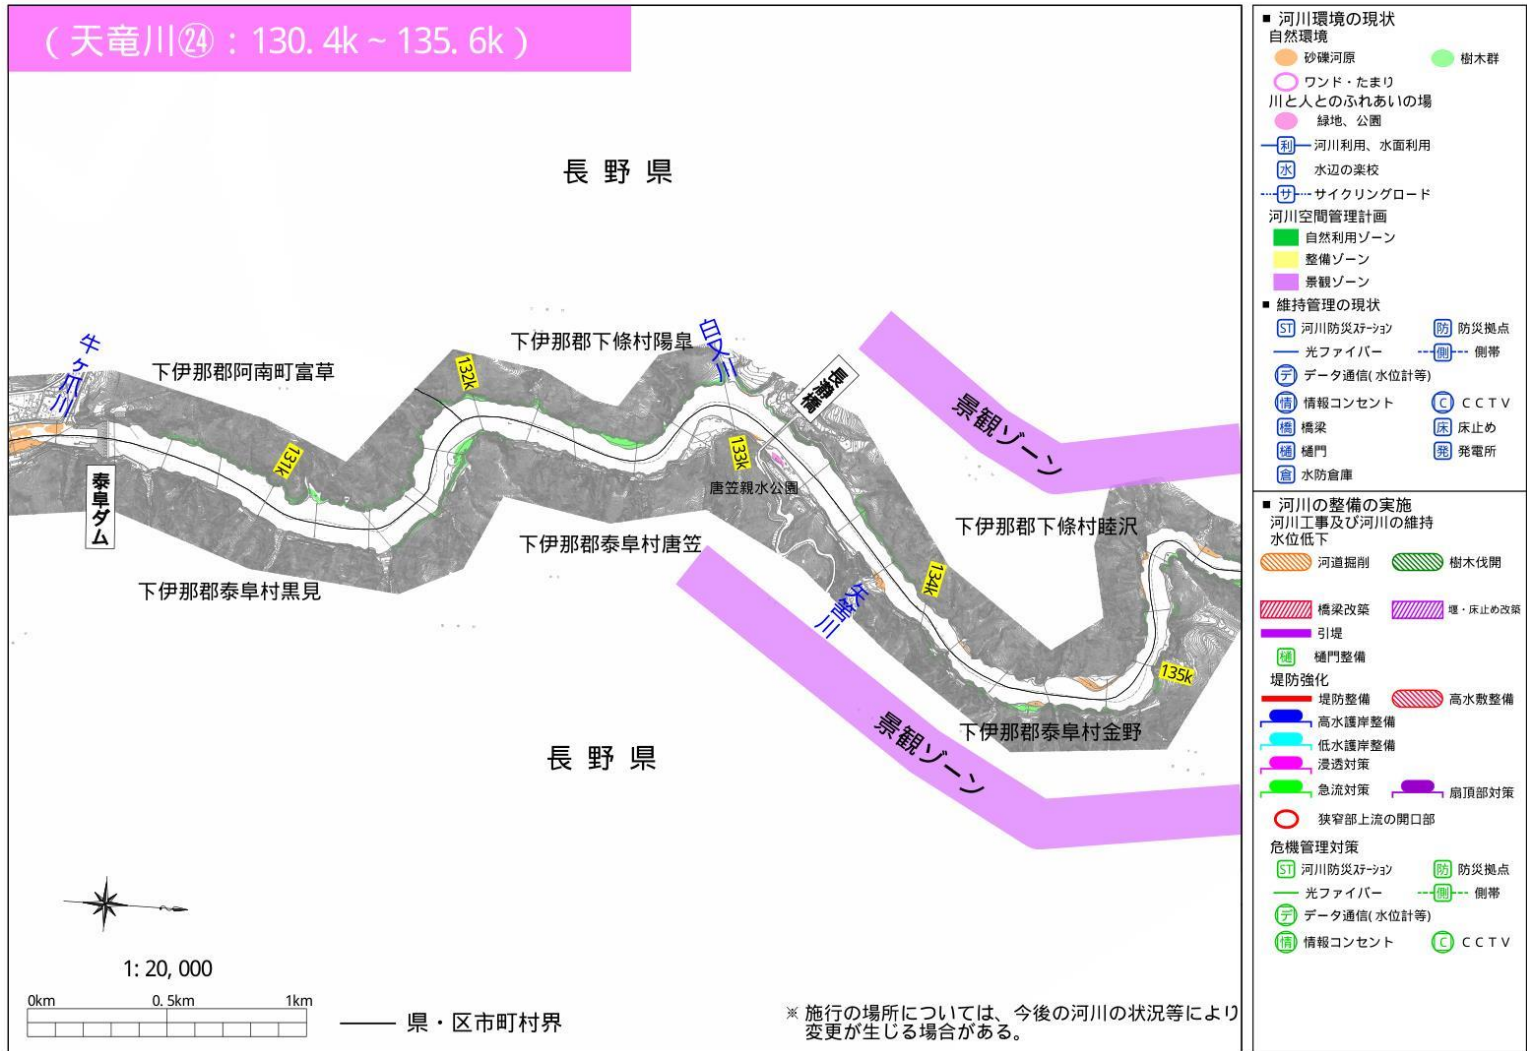 (天竜川㉔:130.4k~135.6k)
長野県
牛ヶ爪川
下伊那郡阿南町富草
132k
下伊那郡下條村陽皐
白又川
長瀞橋
景観ゾーン
131k
133k
泰阜ダム
唐笠親水公園
下伊那郡下條村睦沢
下伊那郡泰阜村唐笠
134k
下伊那郡泰阜村黒見
矢筈川
135k
下伊那郡泰阜村金野
景観ゾーン
長野県
1:20,000
0km 0.5km 1km
県・区市町村界
※ 施行の場所については、今後の河川の状況等により
変更が生じる場合がある。
■ 河川環境の現状
自然環境
砂礫河原 樹木群
ワンド・たまり
川と人とのふれあいの場
緑地、公園
利 河川利用、水面利用
水 水辺の楽校
サ サイクリングロード
河川空間管理計画
自然利用ゾーン
整備ゾーン
景観ゾーン
■ 維持管理の現状
ST 河川防災ステーション 防 防災拠点
光ファイバー 側 側帯
デ データ通信(水位計等)
情 情報コンセント C CCTV
橋 橋梁 床 床止め
樋 樋門 発 発電所
倉 水防倉庫
■ 河川の整備の実施
河川工事及び河川の維持
水位低下
河道掘削 樹木伐開
橋梁改築 堰・床止め改築
引堤
樋 樋門整備
堤防強化
堤防整備 高水敷整備
高水護岸整備
低水護岸整備
浸透対策
急流対策 扇頂部対策
狭窄部上流の開口部
危機管理対策
ST 河川防災ステーション 防 防災拠点
光ファイバー 側 側帯
デ データ通信(水位計等)
情 情報コンセント C CCTV